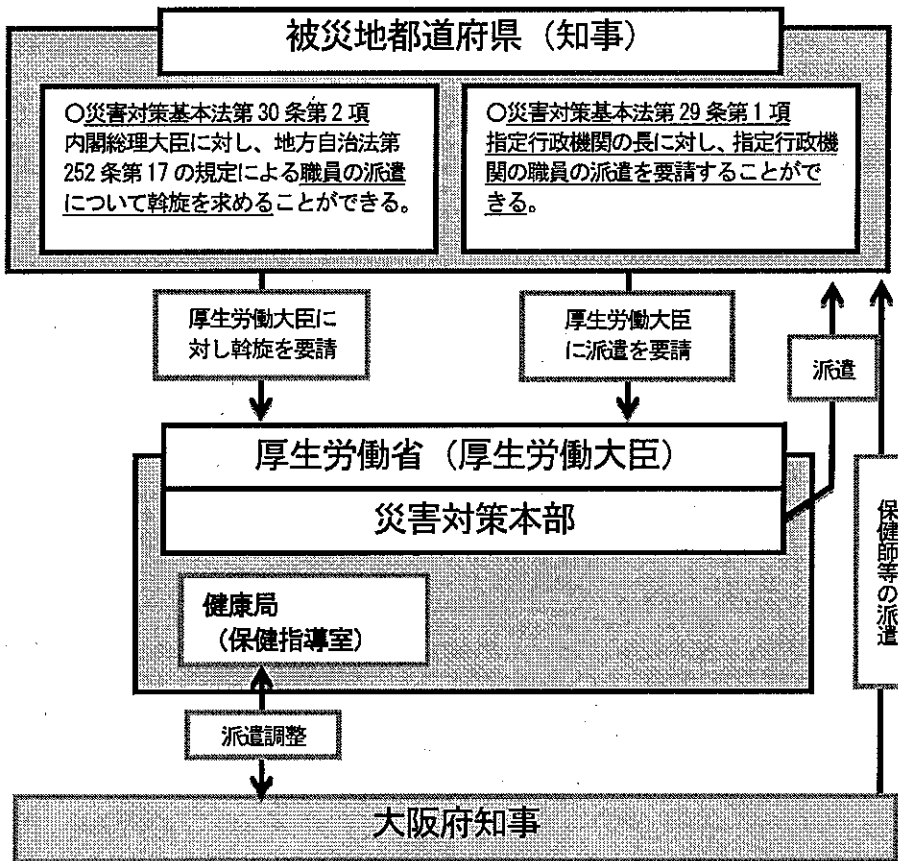 被災地都道府県（知事）
○災害対策基本法第30条第2項
内閣総理大臣に対し、地方自治法第
252条第17の規定による職員の派遣
について斡旋を求めることができる。
○災害対策基本法第29条第1項
指定行政機関の長に対し、指定行政機
関の職員の派遣を要請することがで
きる。
厚生労働大臣に
対し斡旋を要請
厚生労働大臣
に派遣を要請
派遣
厚生労働省（厚生労働大臣）
災害対策本部
健康局
（保健指導室）
保健師等の派遣
派遣調整
大阪府知事